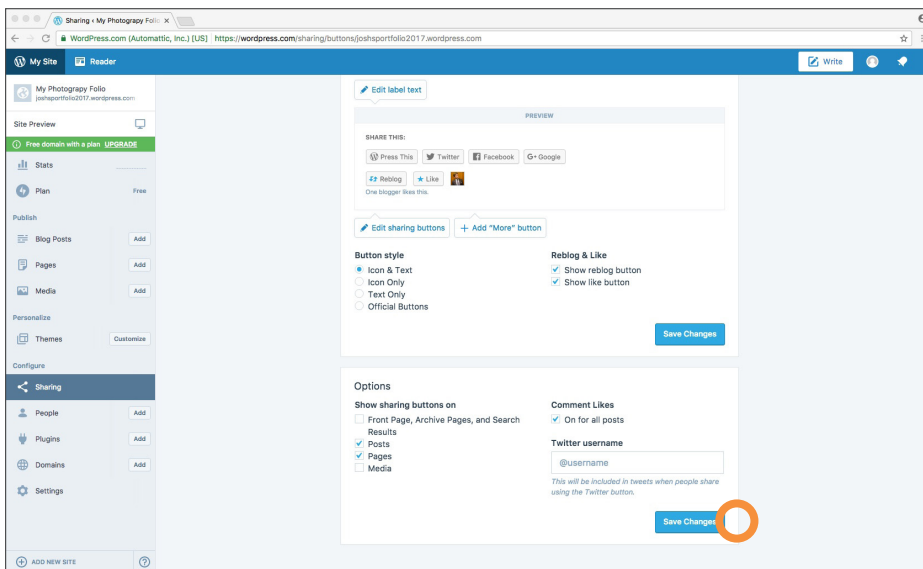 Sharing ‹ My Photograpy Folio
WordPress.com (Automattic, Inc.) [US] https://wordpress.com/sharing/buttons/joshsportfolio2017.wordpress.com
My Site Reader Write
My Photograpy Folio
joshsportfolio2017.wordpress.com
Site Preview
Free domain with a plan UPGRADE
Stats
Plan Free
Publish
Blog Posts Add
Pages Add
Media Add
Personalize
Themes Customize
Configure
Sharing
People Add
Plugins Add
Domains Add
Settings
ADD NEW SITE
Edit label text
PREVIEW
SHARE THIS:
Press This Twitter Facebook G+ Google
Reblog Like
One blogger likes this.
Edit sharing buttons + Add "More" button
Button style
Icon & Text
Icon Only
Text Only
Official Buttons
Reblog & Like
Show reblog button
Show like button
Save Changes
Options
Show sharing buttons on
Front Page, Archive Pages, and Search
Results
Posts
Pages
Media
Comment Likes
On for all posts
Twitter username
@username
This will be included in tweets when people share
using the Twitter button.
Save Changes